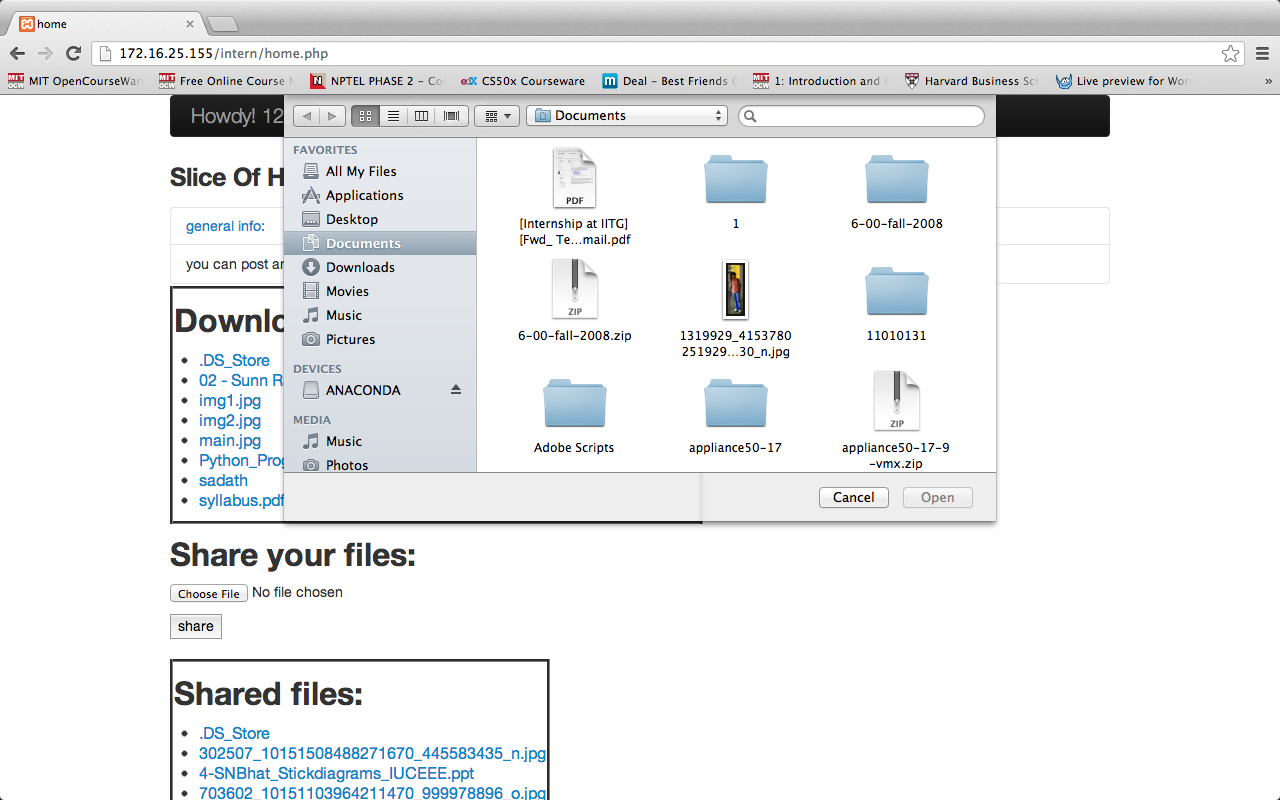 home
172.16.25.155/intern/home.php
MIT OpenCourseWar
Free Online Course M
NPTEL PHASE 2 - Co
CS50x Courseware
Deal - Best Friends
1: Introduction and
Harvard Business Sc
Live preview for Wor
»
Howdy! 12
Documents
Slice Of H
general info:
you can post an
Downlo
.DS_Store
02 - Sunn R
img1.jpg
img2.jpg
main.jpg
Python_Prog
sadath
syllabus.pdf
FAVORITES
All My Files
Applications
Desktop
Documents
Downloads
Movies
Music
Pictures
DEVICES
ANACONDA
MEDIA
Music
Photos
PDF
[Internship at IITG]
[Fwd_ Te...mail.pdf
1
6-00-fall-2008
ZIP
6-00-fall-2008.zip
1319929_4153780
251929...30_n.jpg
11010131
Adobe Scripts
appliance50-17
ZIP
appliance50-17-9
-vmx.zip
Cancel
Open
Share your files:
Choose File No file chosen
share
Shared files:
.DS_Store
302507_10151508488271670_445583435_n.jpg
4-SNBhat_Stickdiagrams_IUCEEE.ppt
703602_10151103964211470_999978896_o.jpg